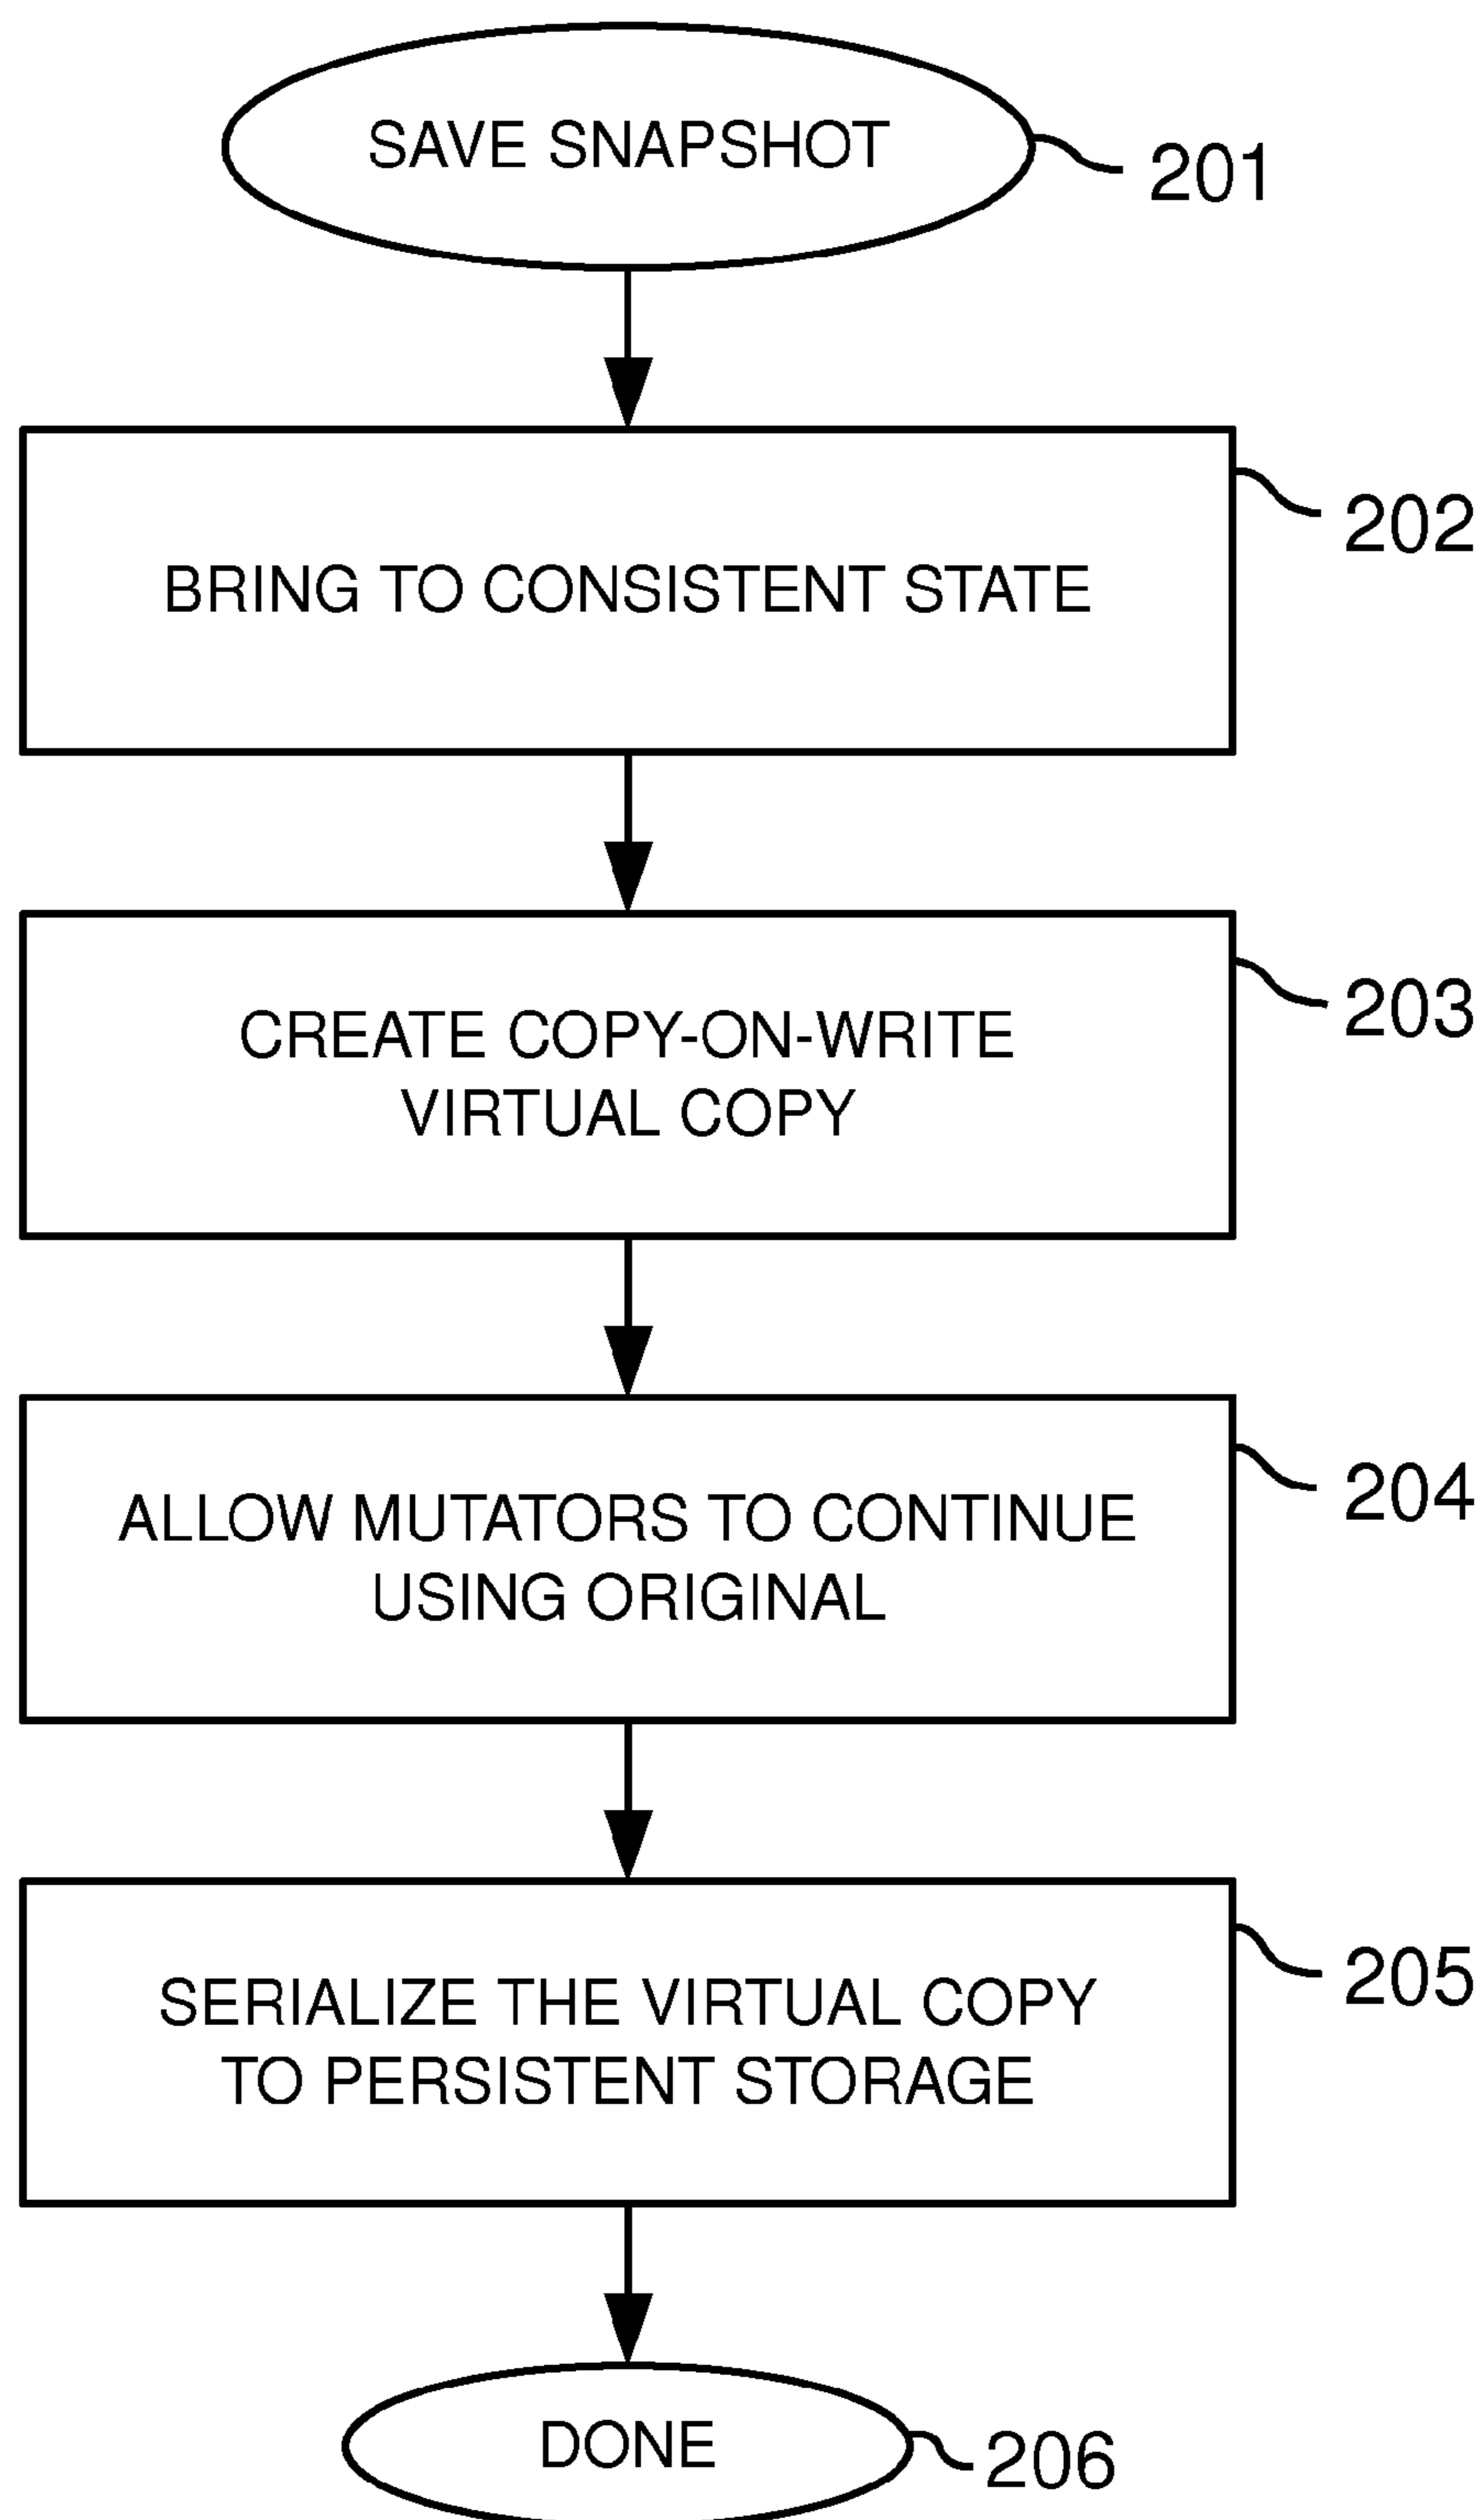 SAVE SNAPSHOT
201
BRING TO CONSISTENT STATE
202
CREATE COPY-ON-WRITE
VIRTUAL COPY
203
ALLOW MUTATORS TO CONTINUE
USING ORIGINAL
204
SERIALIZE THE VIRTUAL COPY
TO PERSISTENT STORAGE
205
DONE
206